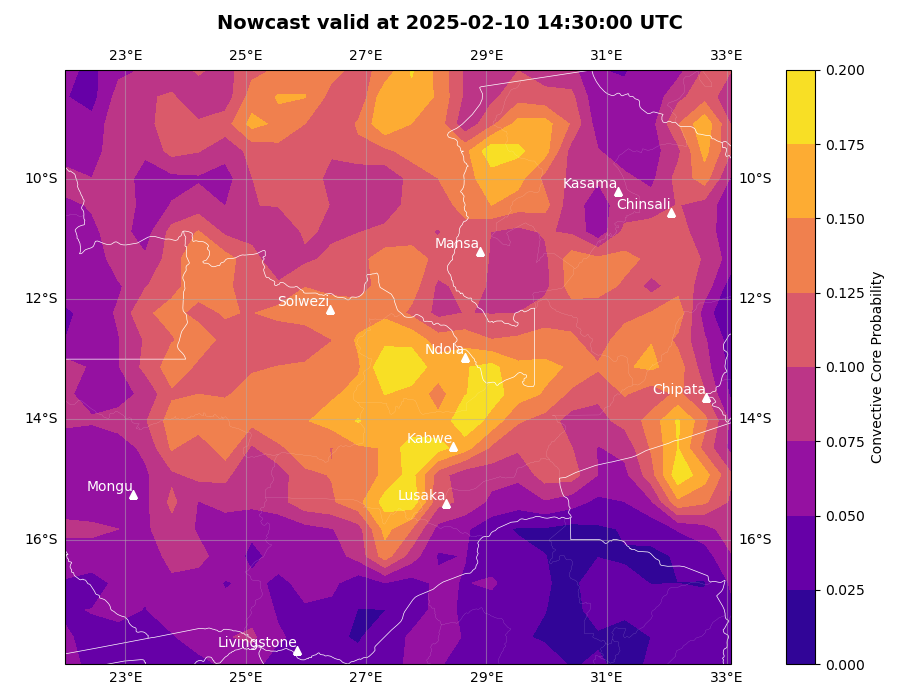 Nowcast valid at 2025-02-10 14:30:00 UTC
23°E 25°E 27°E 29°E 31°E 33°E
0.200
0.175
10°S Kasama 10°S
Chinsali
0.150
Mansa
12°S Solwezi 12°S
0.125
Ndola
0.100
Chipata
14°S Kabwe 14°S
0.075
Mongu Lusaka
0.050
16°S 16°S
0.025
Livingstone
0.000
23°E 25°E 27°E 29°E 31°E 33°E
Convective Core Probability